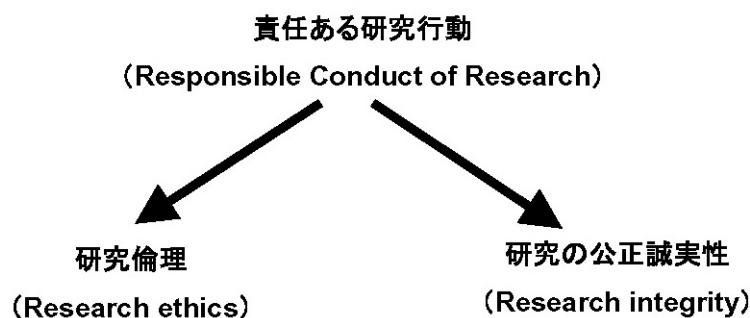 責任ある研究行動
（Responsible Conduct of Research）
研究倫理
（Research ethics）
研究の公正誠実性
（Research integrity）